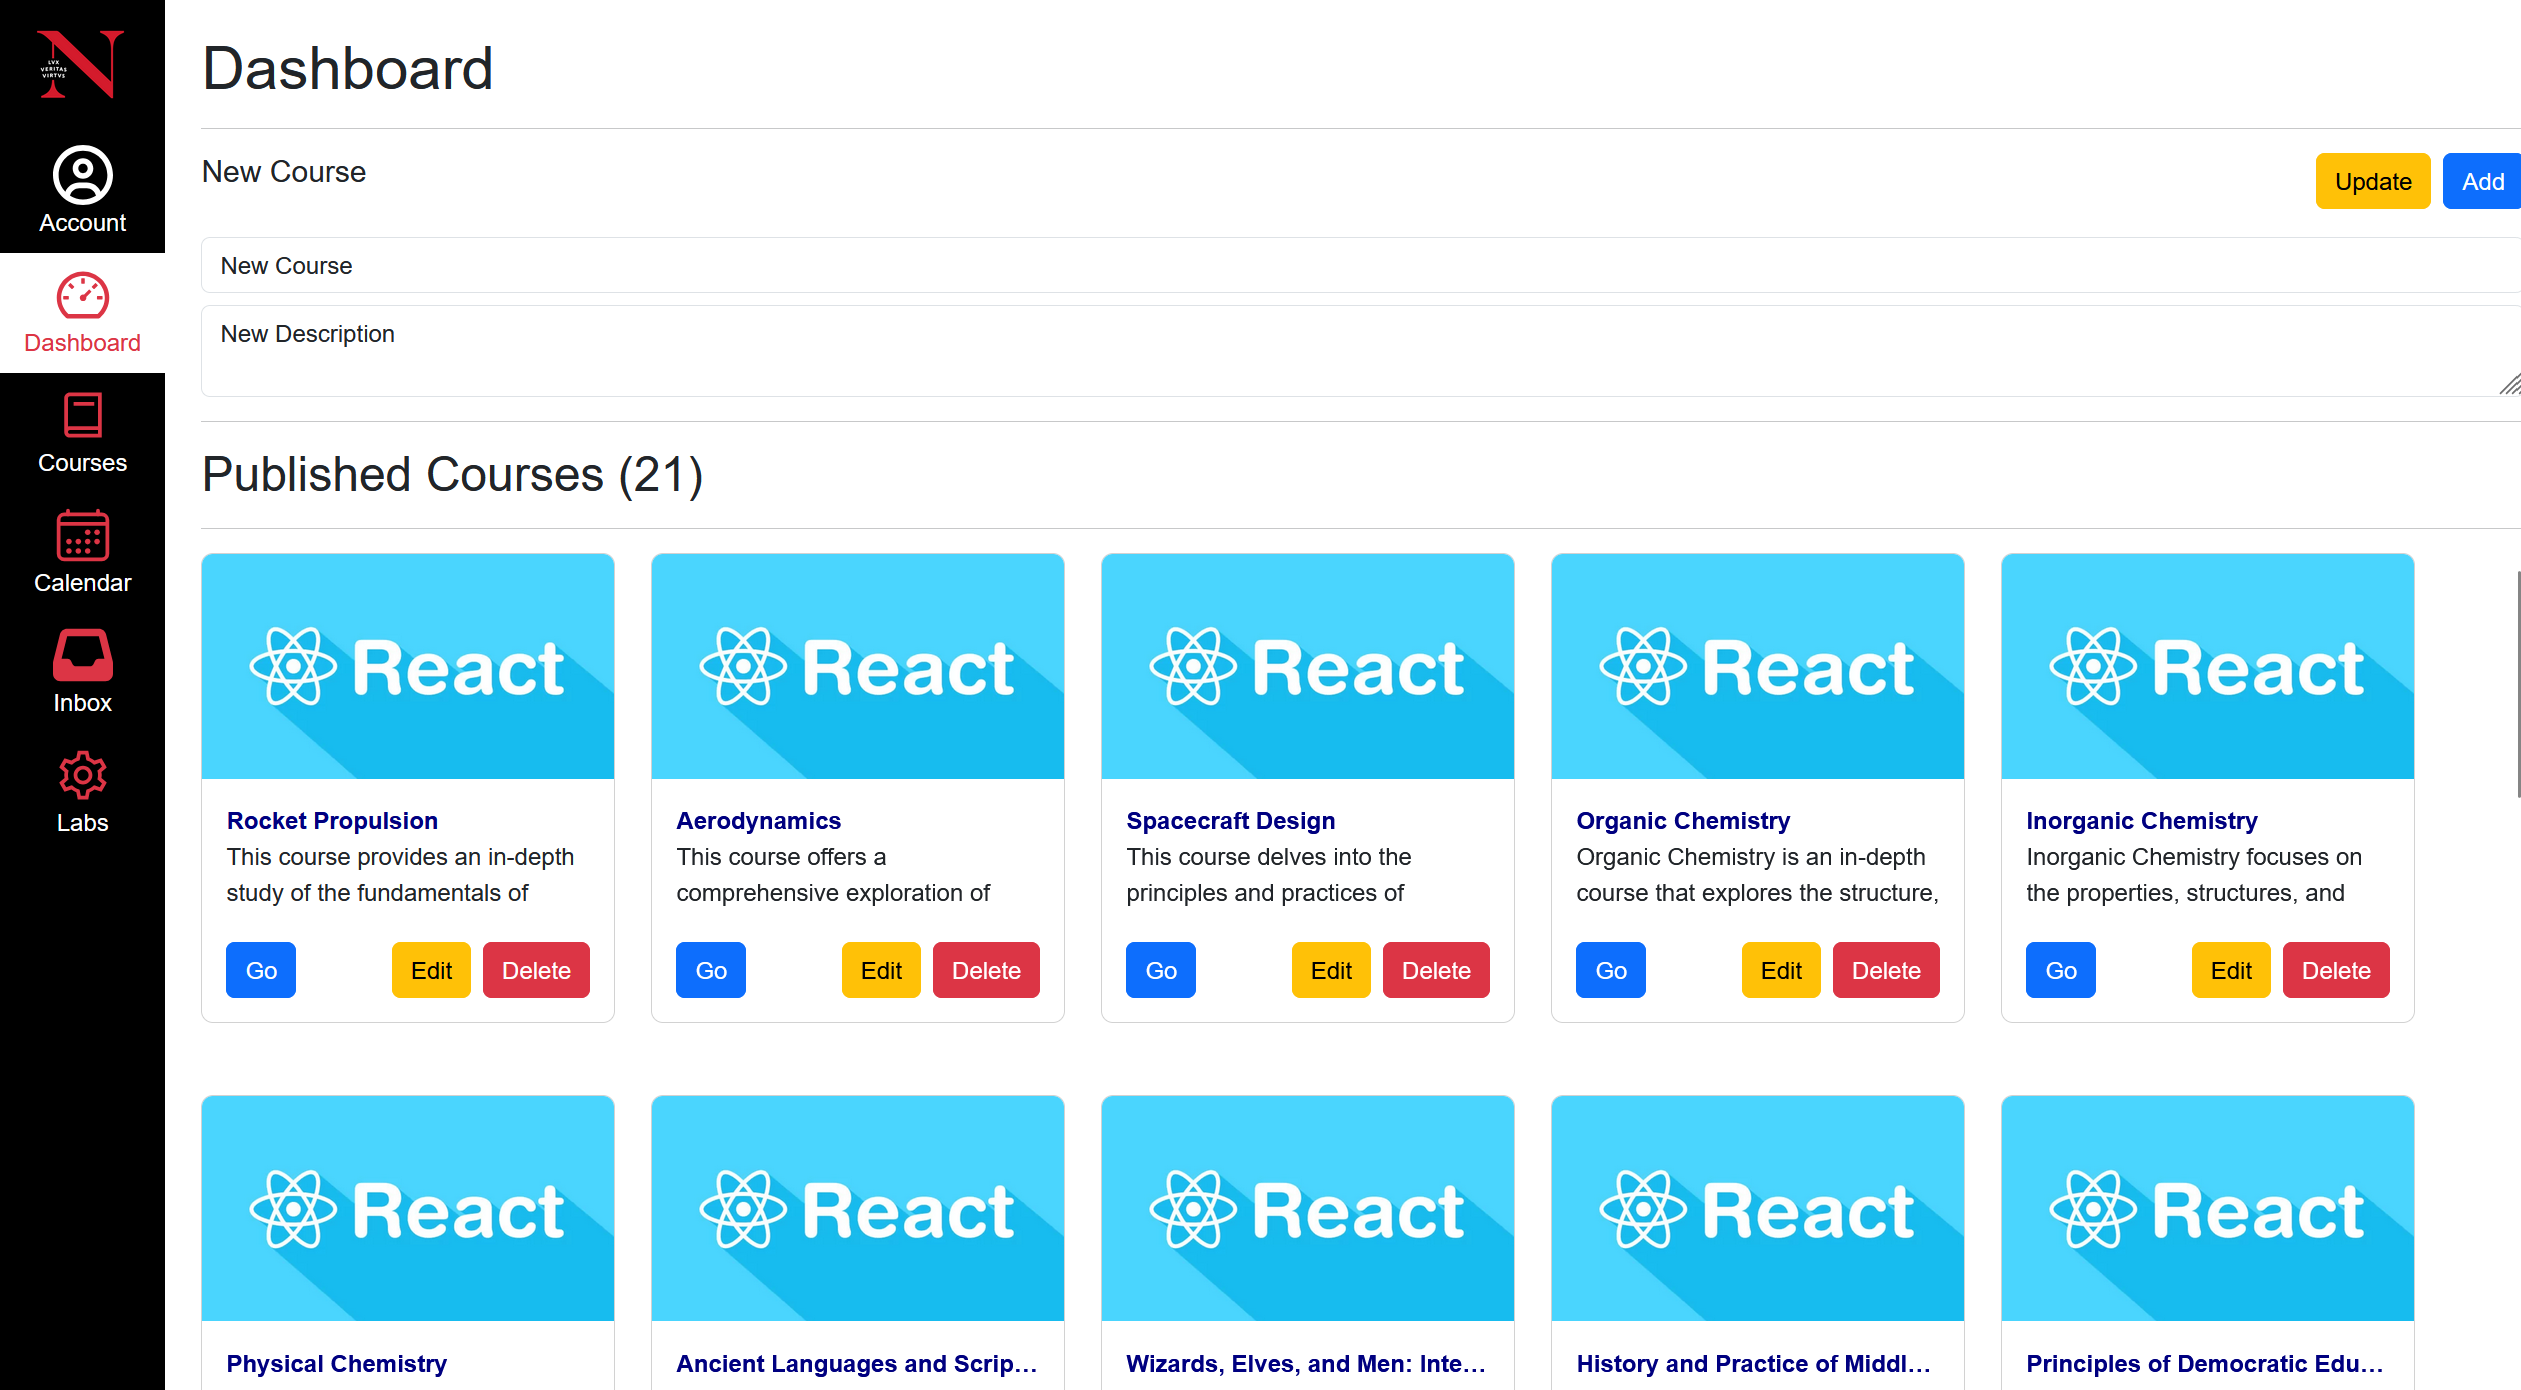 LVX
VERITAS
VIRTVS
Account
Dashboard
Courses
Calendar
Inbox
Labs
Dashboard
New Course
Update
Add
New Course
New Description
Published Courses (21)
React
Rocket Propulsion
This course provides an in-depth
study of the fundamentals of
Go
Edit
Delete
React
Aerodynamics
This course offers a
comprehensive exploration of
Go
Edit
Delete
React
Spacecraft Design
This course delves into the
principles and practices of
Go
Edit
Delete
React
Organic Chemistry
Organic Chemistry is an in-depth
course that explores the structure,
Go
Edit
Delete
React
Inorganic Chemistry
Inorganic Chemistry focuses on
the properties, structures, and
Go
Edit
Delete
React
Physical Chemistry
React
Ancient Languages and Scrip...
React
Wizards, Elves, and Men: Inte...
React
History and Practice of Middl...
React
Principles of Democratic Edu...